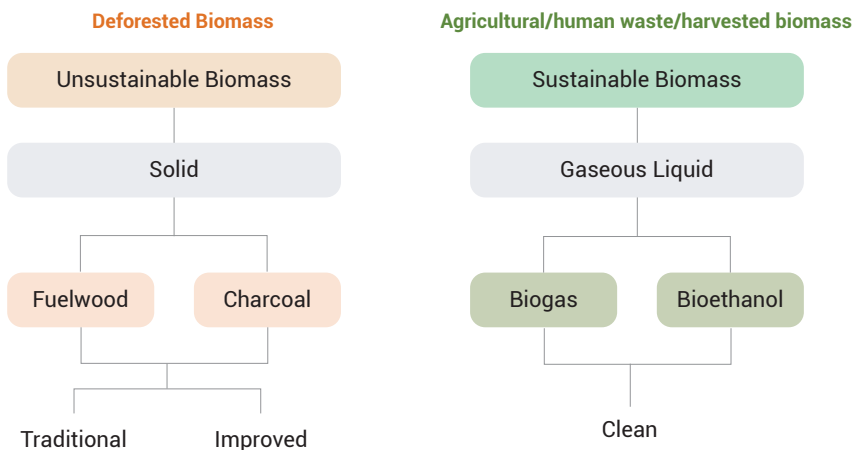 Deforested Biomass
Agricultural/human waste/harvested biomass
Unsustainable Biomass
Sustainable Biomass
Solid
Gaseous Liquid
Fuelwood
Charcoal
Biogas
Bioethanol
Traditional
Improved
Clean